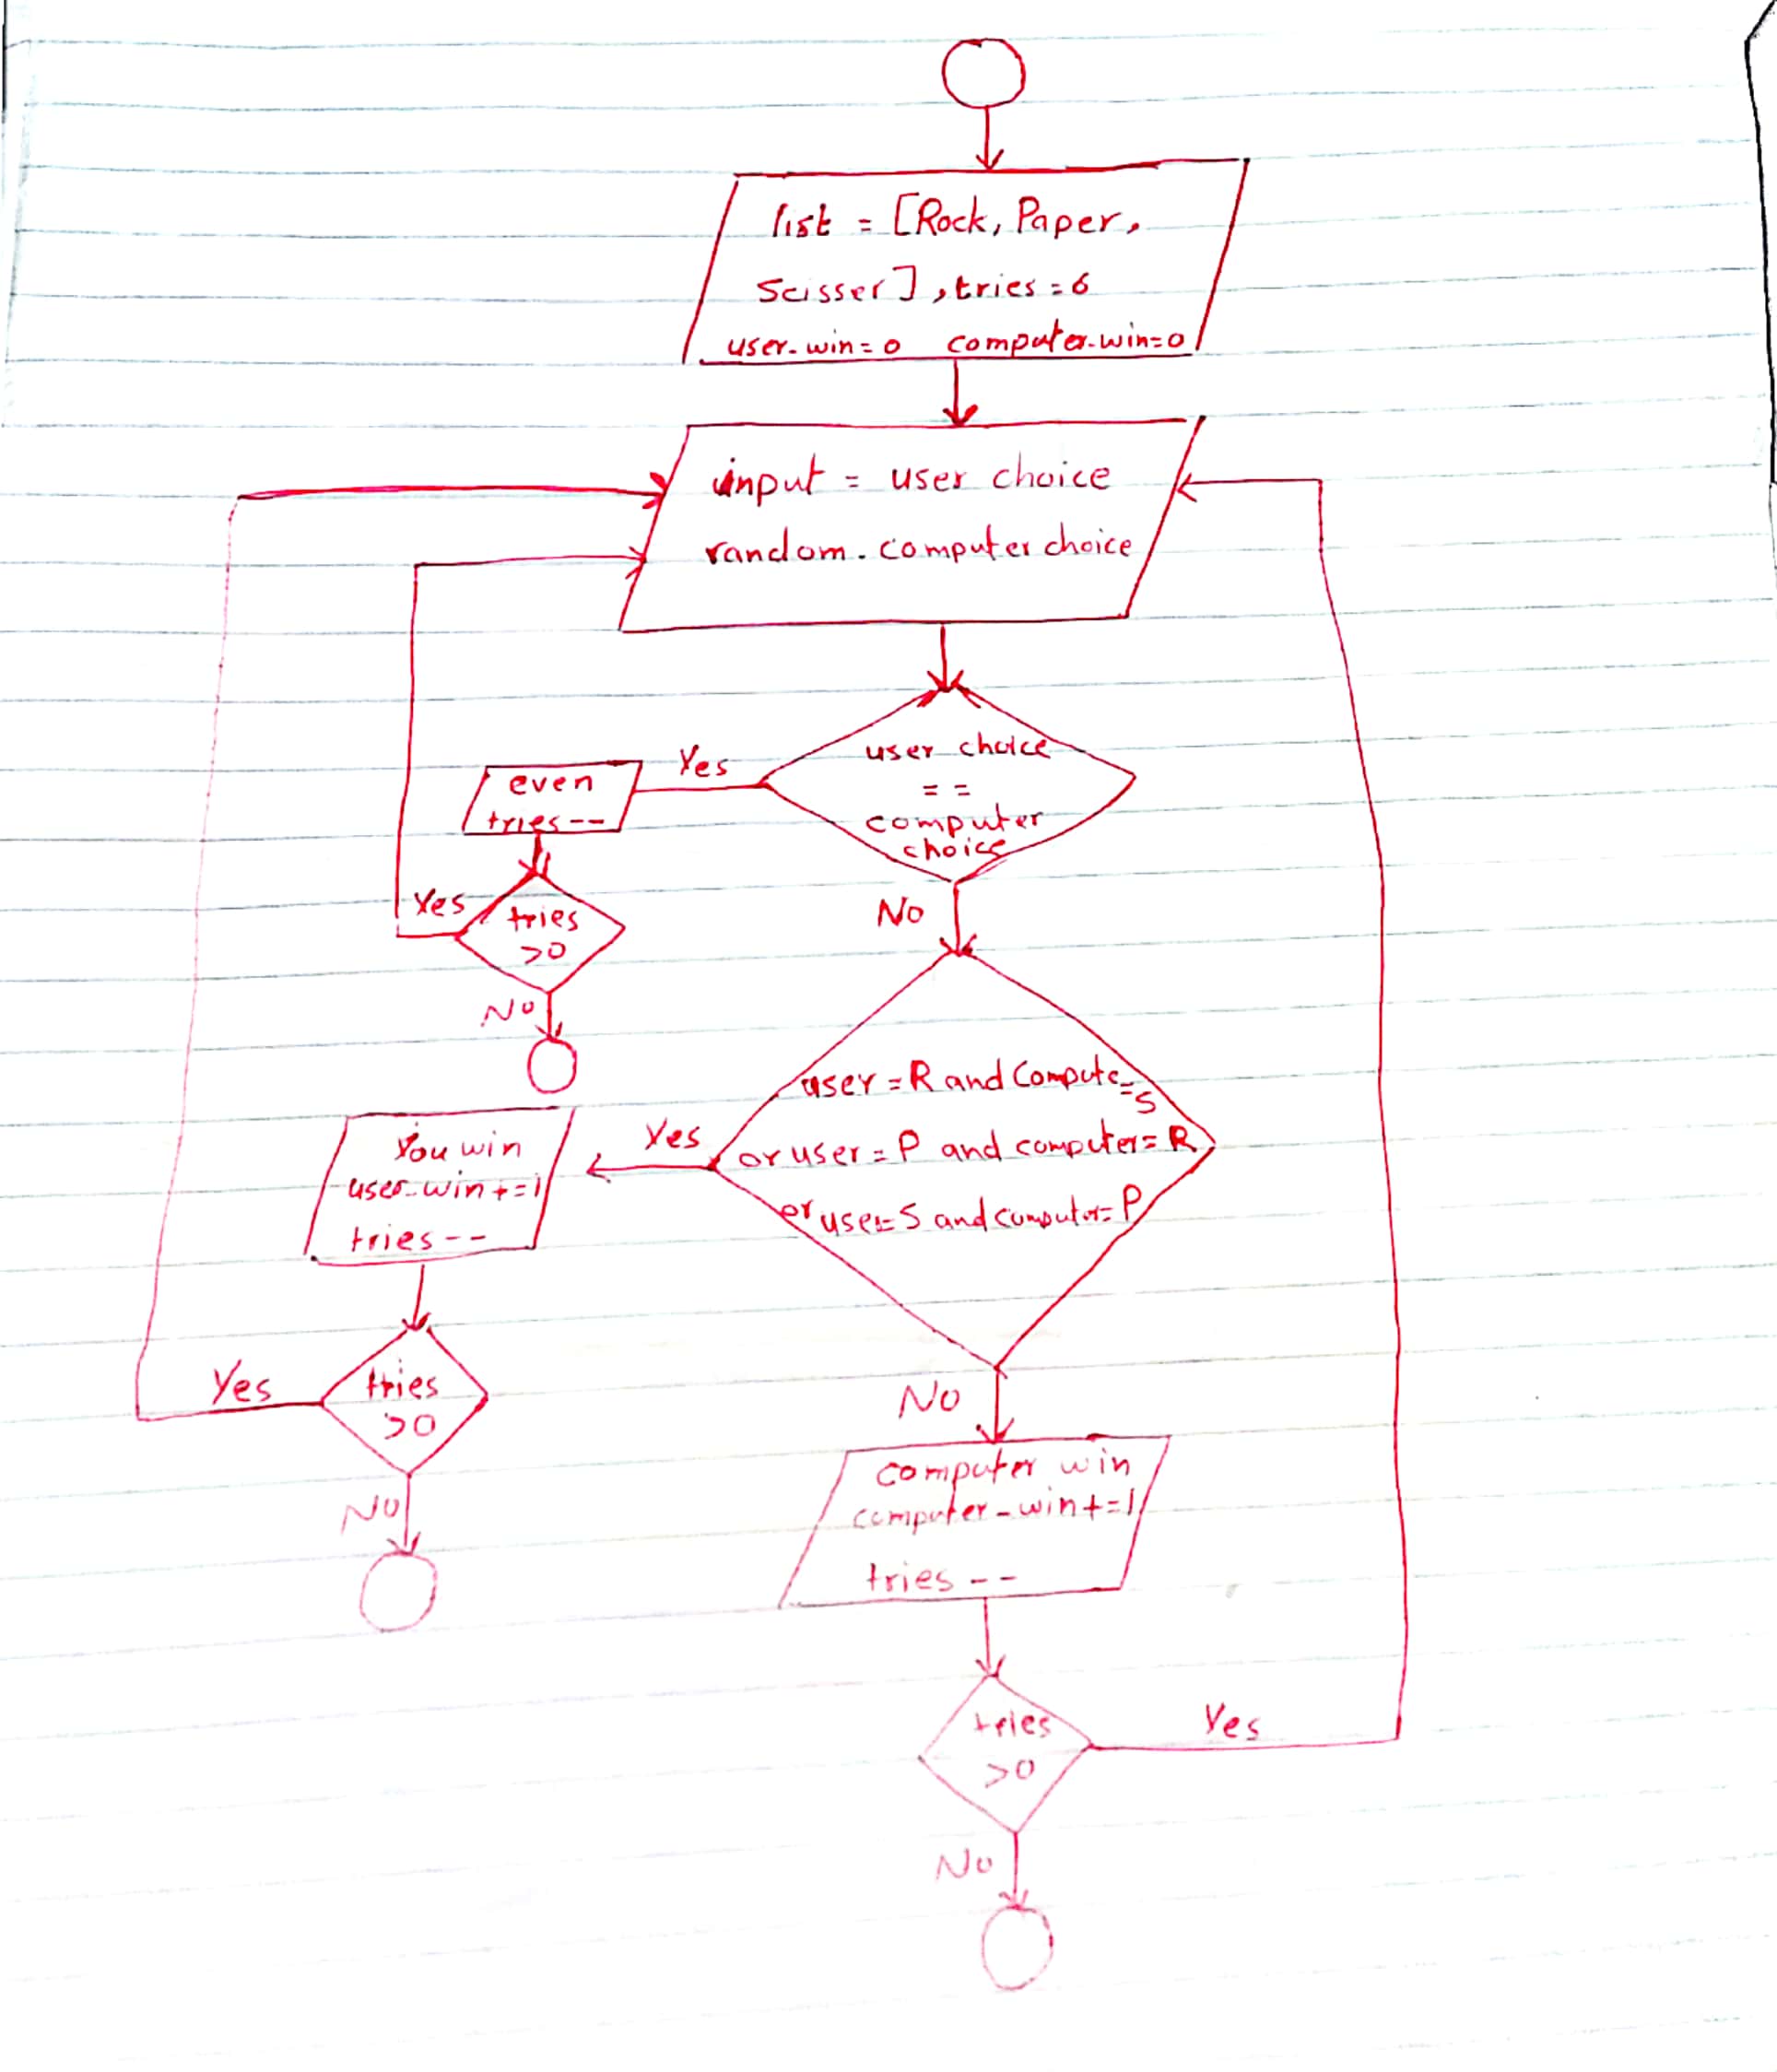 list = [Rock, Paper,
Scisser], tries = 6
user-win = 0 computer-win=0
input = user choice
random. computer choice
user choice
==
computer
choice
Yes
even
tries --
Yes
tries
>0
No
No
user = R and Compute=
S
or user = P and computer = R
or user= S and computer= P
Yes
You win
user-win+=1
tries --
tries
>0
Yes
No
No
computer win
computer-win+=1
tries --
tries
>0
Yes
No